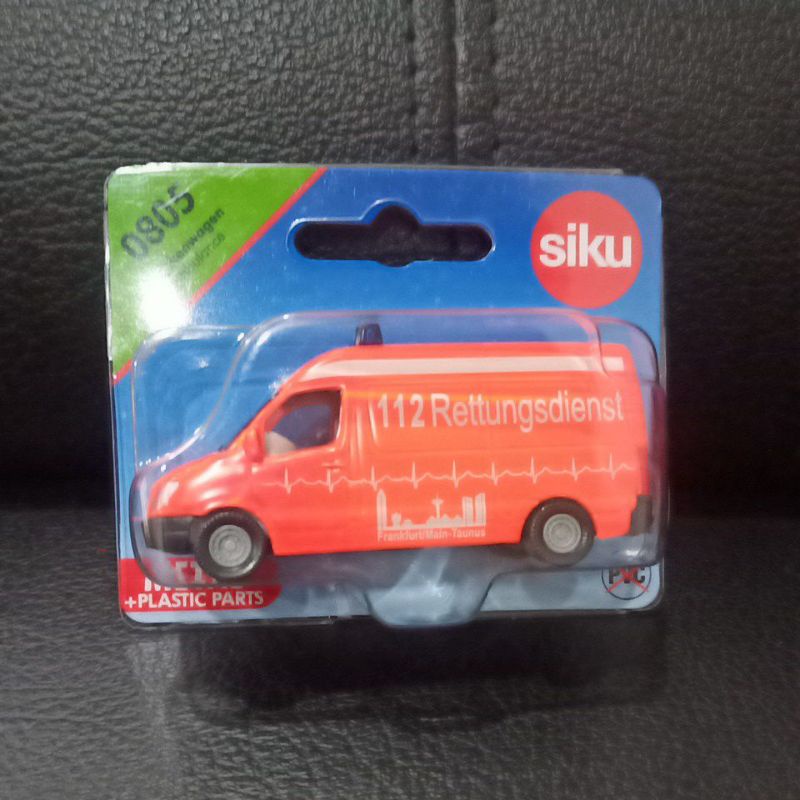 0805
siku
112 Rettungsdienst
Frankfurt/Main-Taunus
+PLASTIC PARTS
PVC